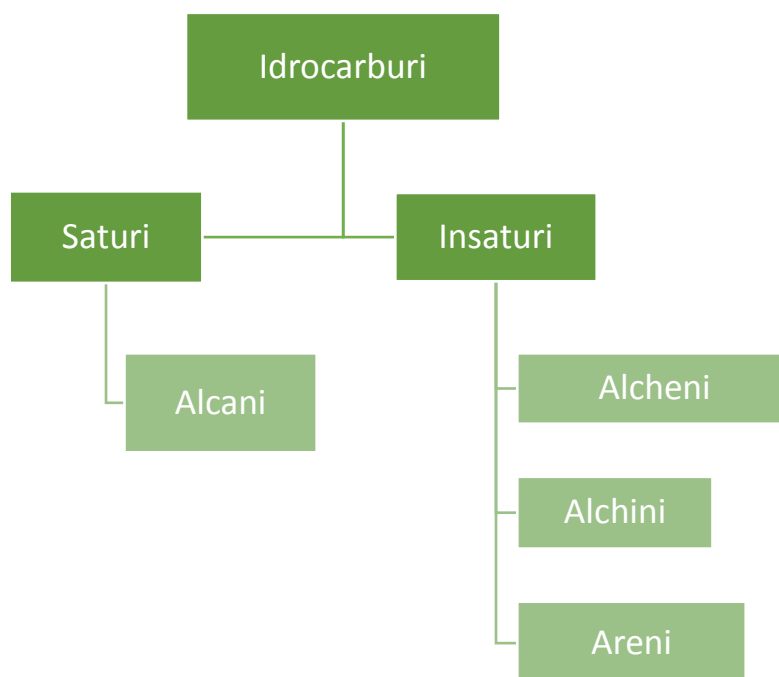 Idrocarburi
Saturi
Insaturi
Alcani
Alcheni
Alchini
Areni